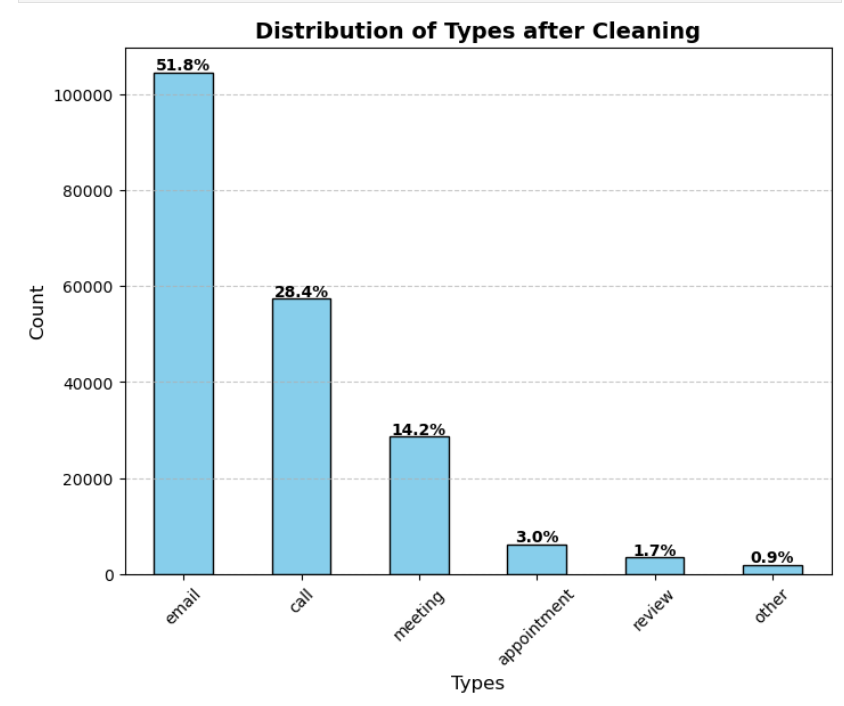 Distribution of Types after Cleaning
51.8%
100000
80000
60000
28.4%
40000
14.2%
20000
3.0%
1.7%
0.9%
0
Count
email
call
meeting
appointment
review
other
Types